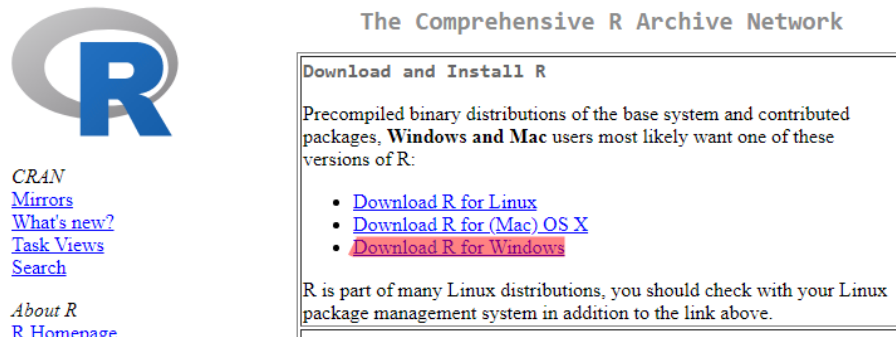 The Comprehensive R Archive Network
R
Download and Install R
Precompiled binary distributions of the base system and contributed
packages, Windows and Mac users most likely want one of these
versions of R:
Download R for Linux
Download R for (Mac) OS X
Download R for Windows
R is part of many Linux distributions, you should check with your Linux
package management system in addition to the link above.
CRAN
Mirrors
What's new?
Task Views
Search
About R
R Homepage